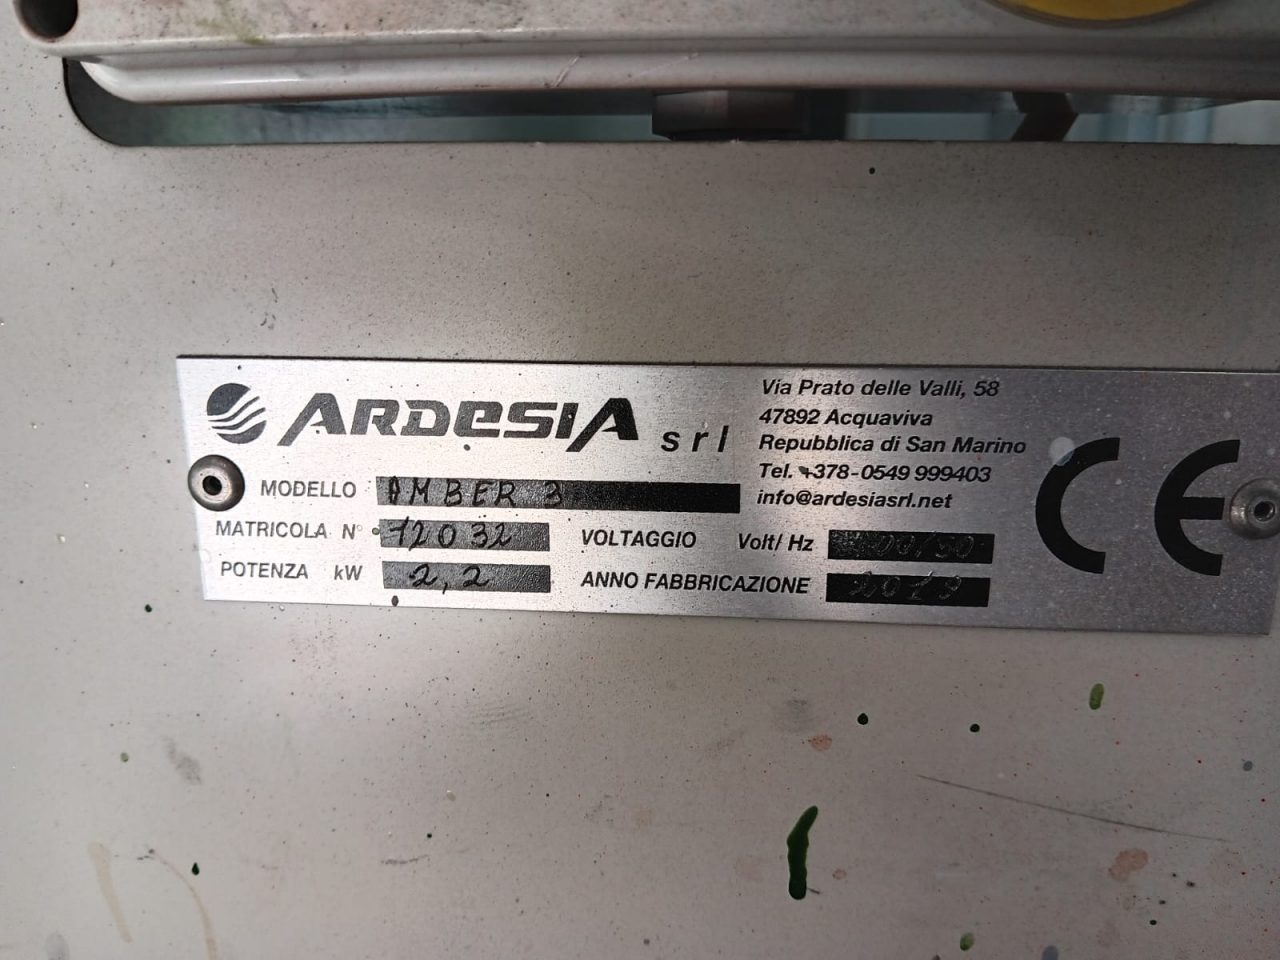 ARDESIA srl
Via Prato delle Valli, 58
47892 Acquaviva
Repubblica di San Marino
Tel. +378-0549 999403
info@ardesiasrl.net
CE
MODELLO AMBER 3
MATRICOLA N° 12032
VOLTAGGIO Volt/Hz
POTENZA kW 2,2
ANNO FABBRICAZIONE